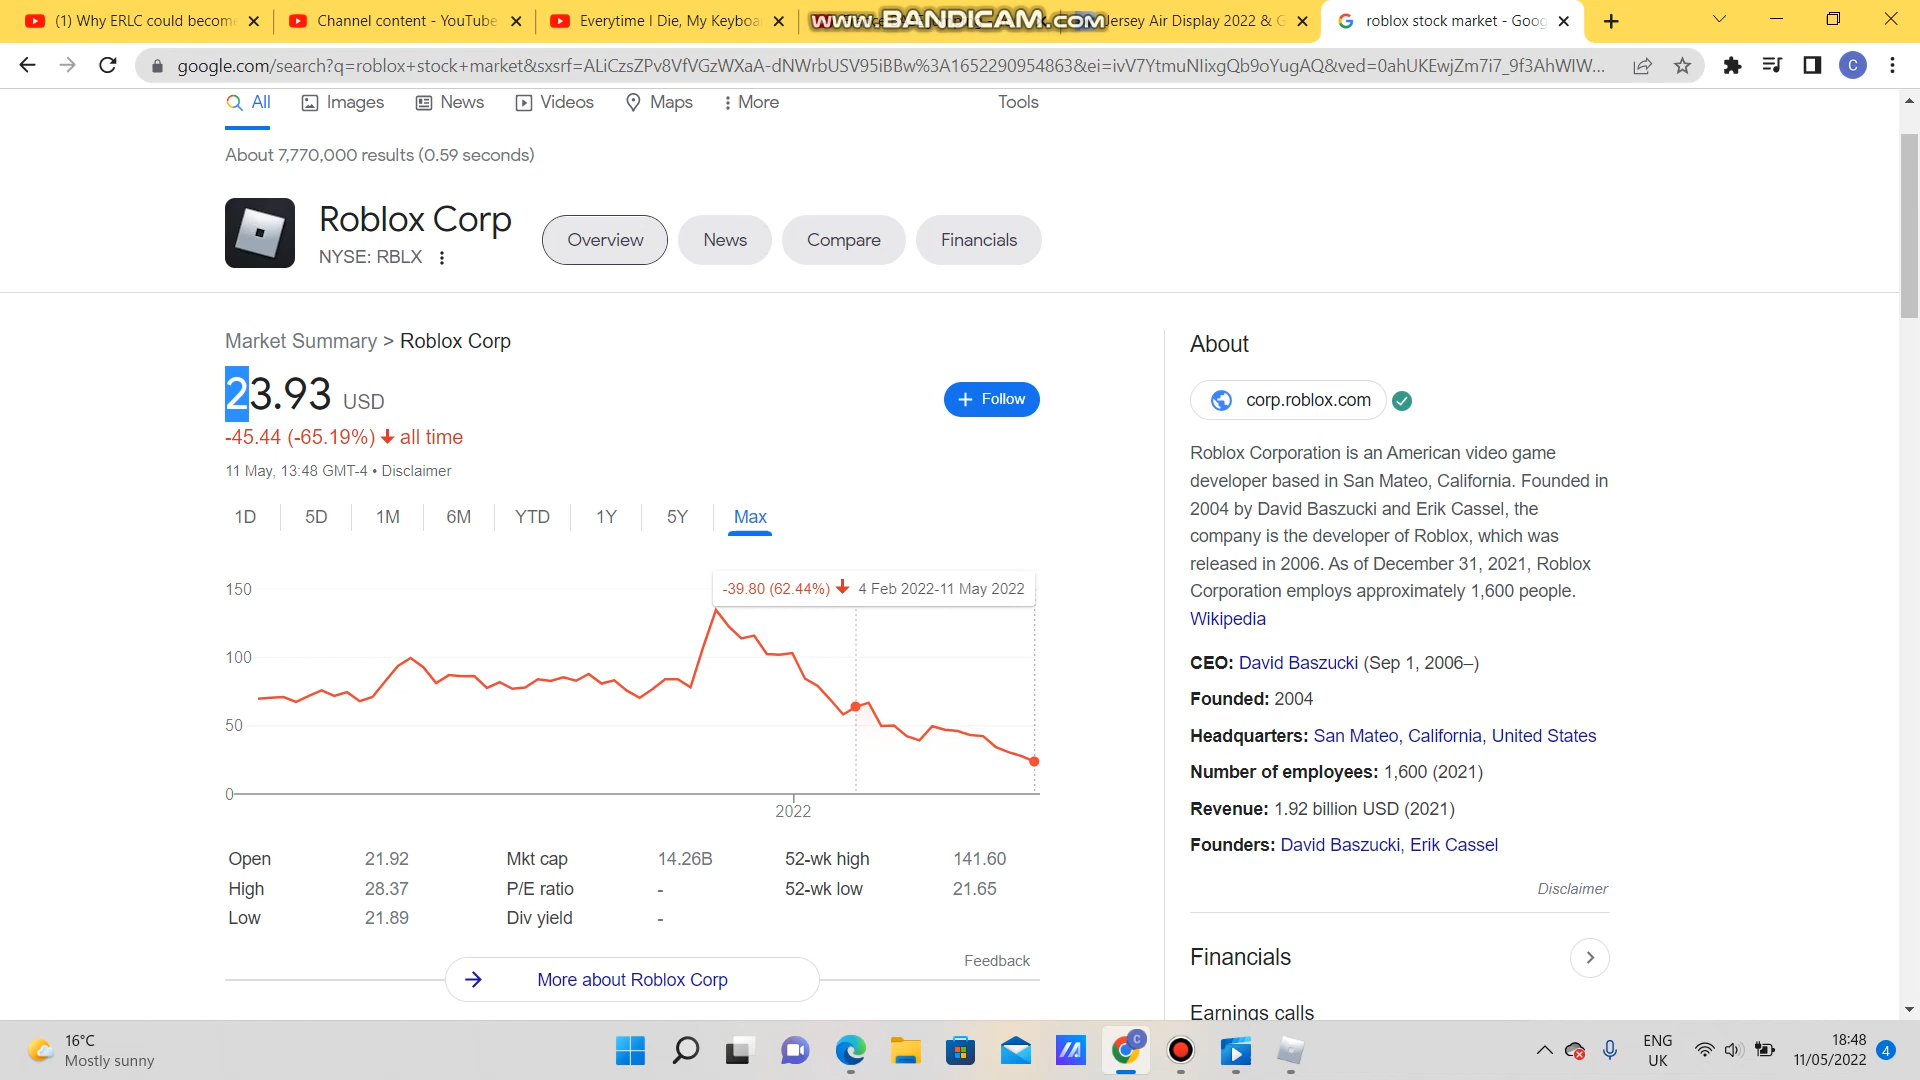 (1) Why ERLC could become
Channel content - YouTube
Everytime I Die, My Keyboa
www.BANDICAM.com
Jersey Air Display 2022 & G
roblox stock market - Goog
google.com/search?q=roblox+stock+market&sxsrf=ALiCzsZPv8VfVGzWXaA-dNWrbUSV95iBBw%3A1652290954863&ei=ivV7YtmuNIixgQb9oYugAQ&ved=0ahUKEwjZm7i7_9f3AhWIW...
C
All
Images
News
Videos
Maps
More
Tools
About 7,770,000 results (0.59 seconds)
Roblox Corp
NYSE: RBLX
Overview
News
Compare
Financials
Market Summary > Roblox Corp
23.93 USD
Follow
-45.44 (-65.19%) all time
11 May, 13:48 GMT-4 • Disclaimer
1D
5D
1M
6M
YTD
1Y
5Y
Max
-39.80 (62.44%) 4 Feb 2022-11 May 2022
150
100
50
0
2022
Open 21.92 Mkt cap 14.26B 52-wk high 141.60
High 28.37 P/E ratio - 52-wk low 21.65
Low 21.89 Div yield -
Feedback
More about Roblox Corp
About
corp.roblox.com
Roblox Corporation is an American video game
developer based in San Mateo, California. Founded in
2004 by David Baszucki and Erik Cassel, the
company is the developer of Roblox, which was
released in 2006. As of December 31, 2021, Roblox
Corporation employs approximately 1,600 people.
Wikipedia
CEO: David Baszucki (Sep 1, 2006–)
Founded: 2004
Headquarters: San Mateo, California, United States
Number of employees: 1,600 (2021)
Revenue: 1.92 billion USD (2021)
Founders: David Baszucki, Erik Cassel
Disclaimer
Financials
Earnings calls
16°C
Mostly sunny
C
ENG
UK
18:48
11/05/2022
4